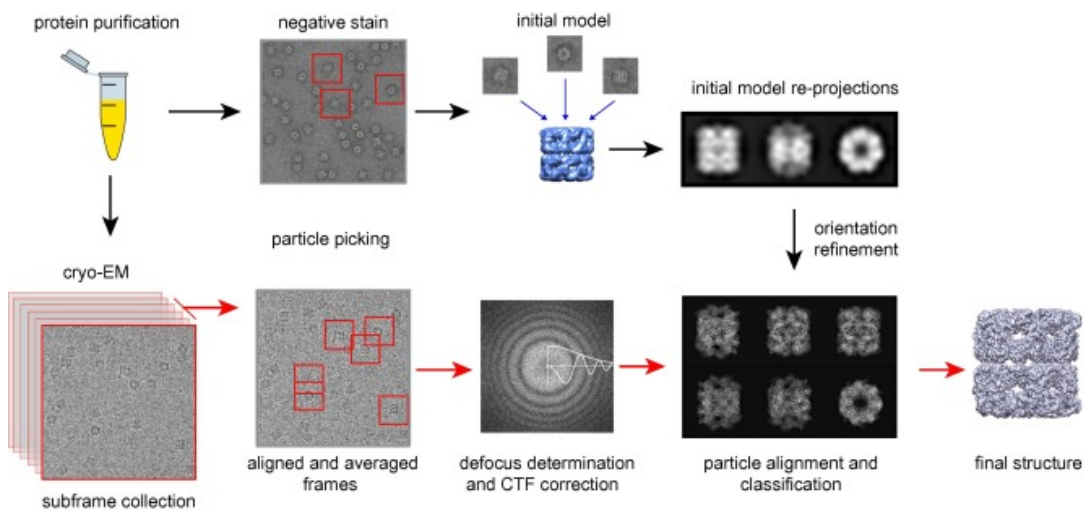 protein purification
negative stain
initial model
initial model re-projections
particle picking
orientation
refinement
cryo-EM
aligned and averaged
frames
defocus determination
and CTF correction
particle alignment and
classification
final structure
subframe collection